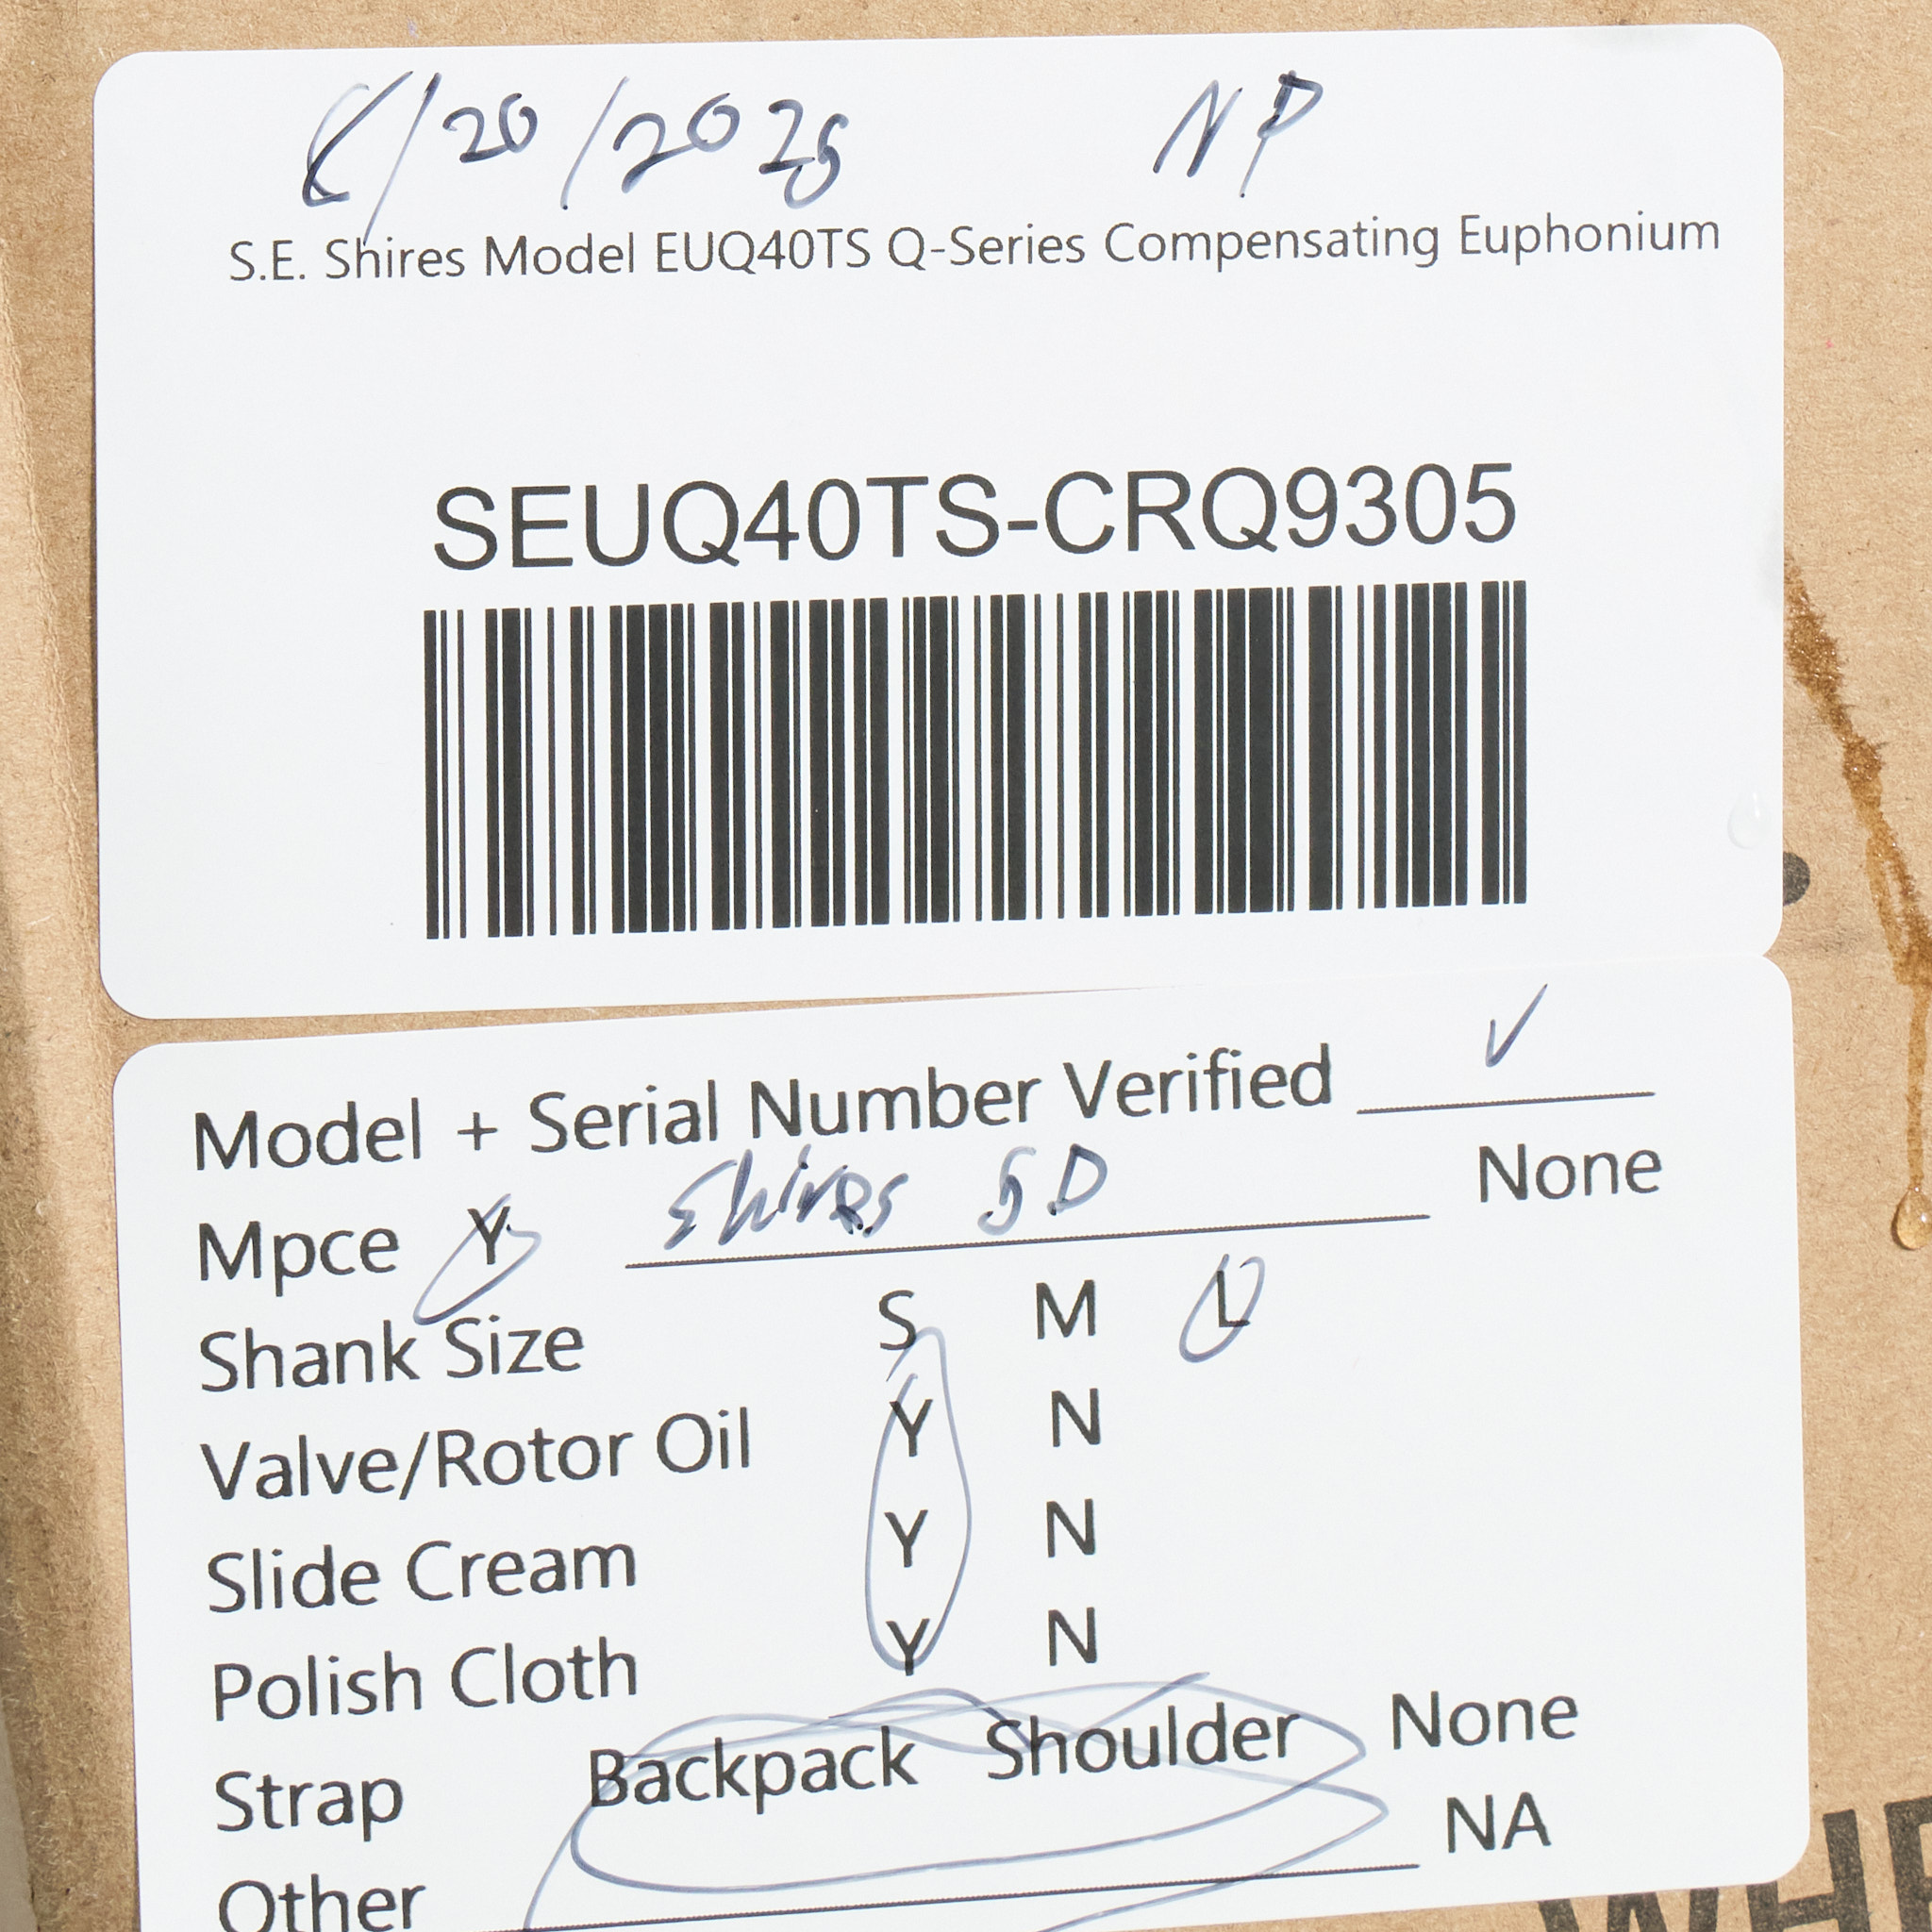 8/20/2025 NP
S.E. Shires Model EUQ40TS Q-Series Compensating Euphonium
SEUQ40TS-CRQ9305
Model + Serial Number Verified ✓
Mpce Y Shires 5D None
Shank Size S M L
Valve/Rotor Oil Y N
Slide Cream Y N
Polish Cloth Y N
Strap Backpack Shoulder None
Other NA